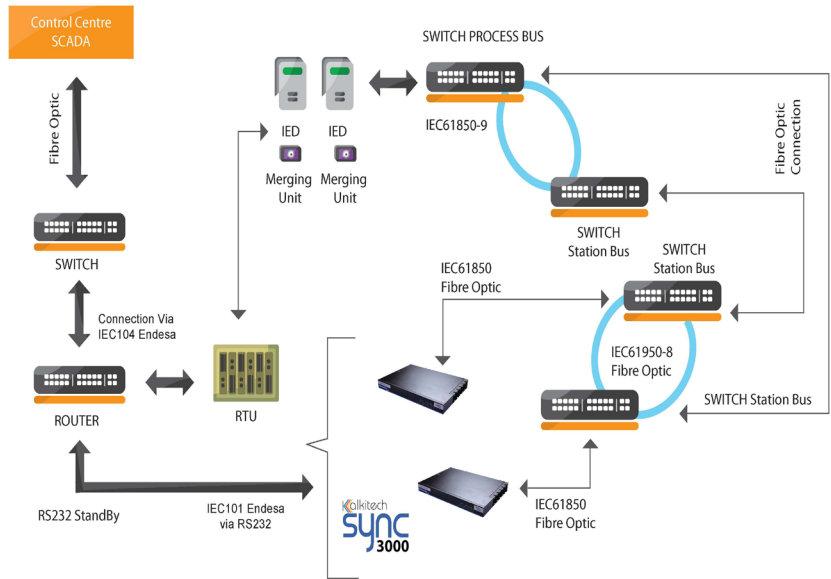 Control Centre
SCADA
SWITCH PROCESS BUS
Fibre Optic
IEC61850-9
Fibre Optic
Connection
IED
IED
Merging
Unit
Merging
Unit
SWITCH
Station Bus
SWITCH
Station Bus
SWITCH
IEC61850
Fibre Optic
Connection Via
IEC104 Endesa
IEC61950-8
Fibre Optic
ROUTER
RTU
SWITCH Station Bus
RS232 StandBy
IEC101 Endesa
via RS232
Kalkitech
sync
3000
IEC61850
Fibre Optic